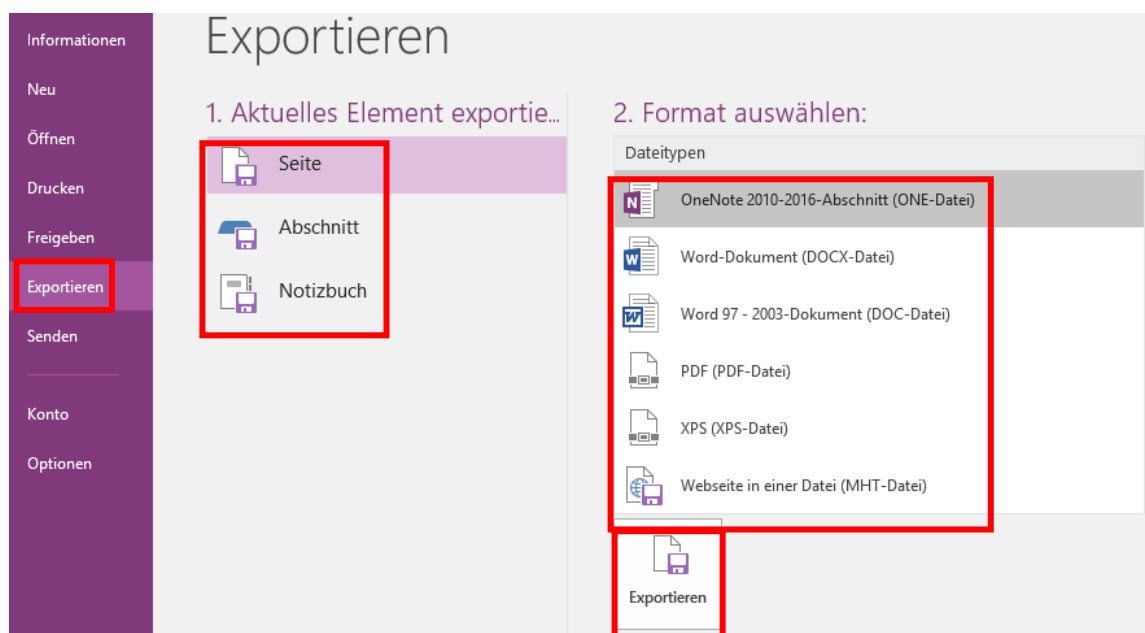 Informationen
Neu
Öffnen
Drucken
Freigeben
Exportieren
Senden
Konto
Optionen
Exportieren
1. Aktuelles Element exportie...
Seite
Abschnitt
Notizbuch
2. Format auswählen:
Dateitypen
OneNote 2010-2016-Abschnitt (ONE-Datei)
Word-Dokument (DOCX-Datei)
Word 97 - 2003-Dokument (DOC-Datei)
PDF (PDF-Datei)
XPS (XPS-Datei)
Webseite in einer Datei (MHT-Datei)
Exportieren